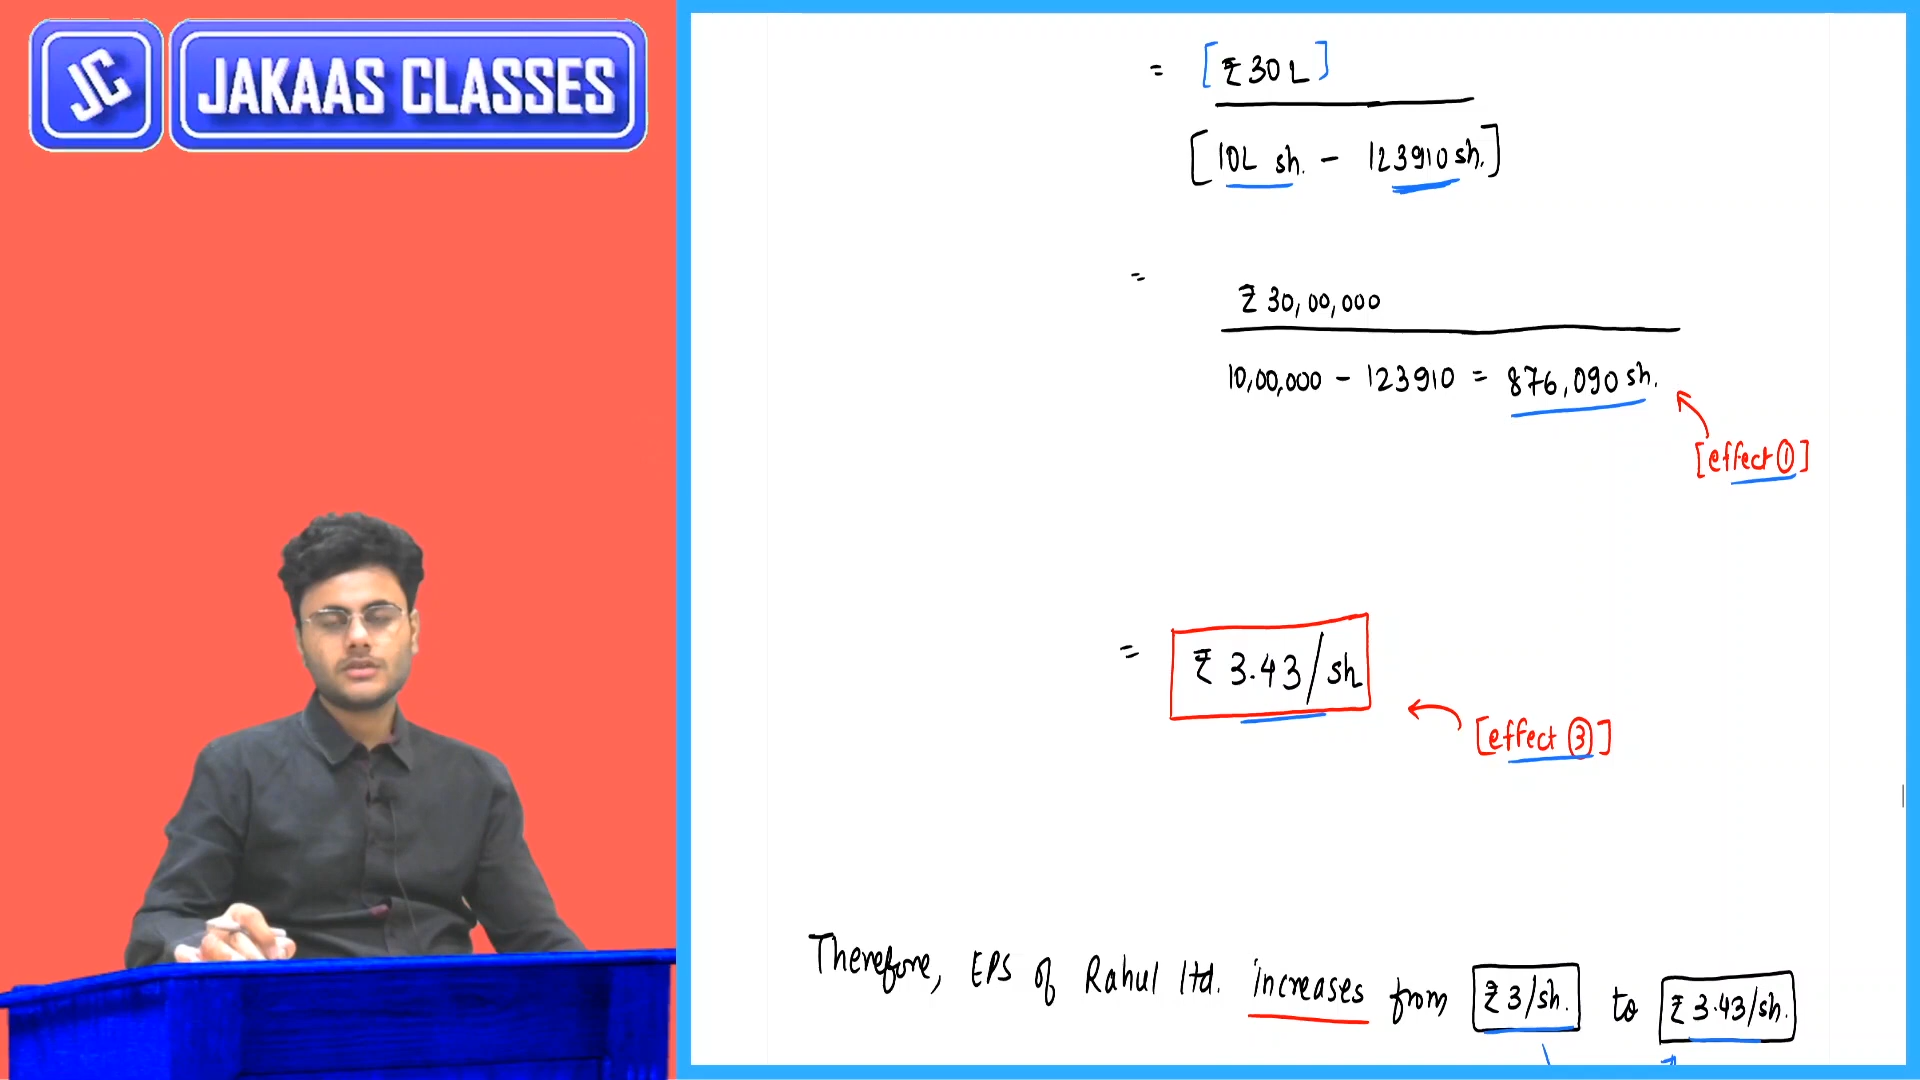 JC JAKAAS CLASSES
= [₹ 30 L]
[10L sh. - 123910 sh.]
=
₹ 30,00,000
10,00,000 - 123910 = 876,090 sh.
[effect ①]
= ₹ 3.43/sh
[effect ③]
Therefore, EPS of Rahul ltd. increases from ₹ 3/sh. to ₹ 3.43/sh.